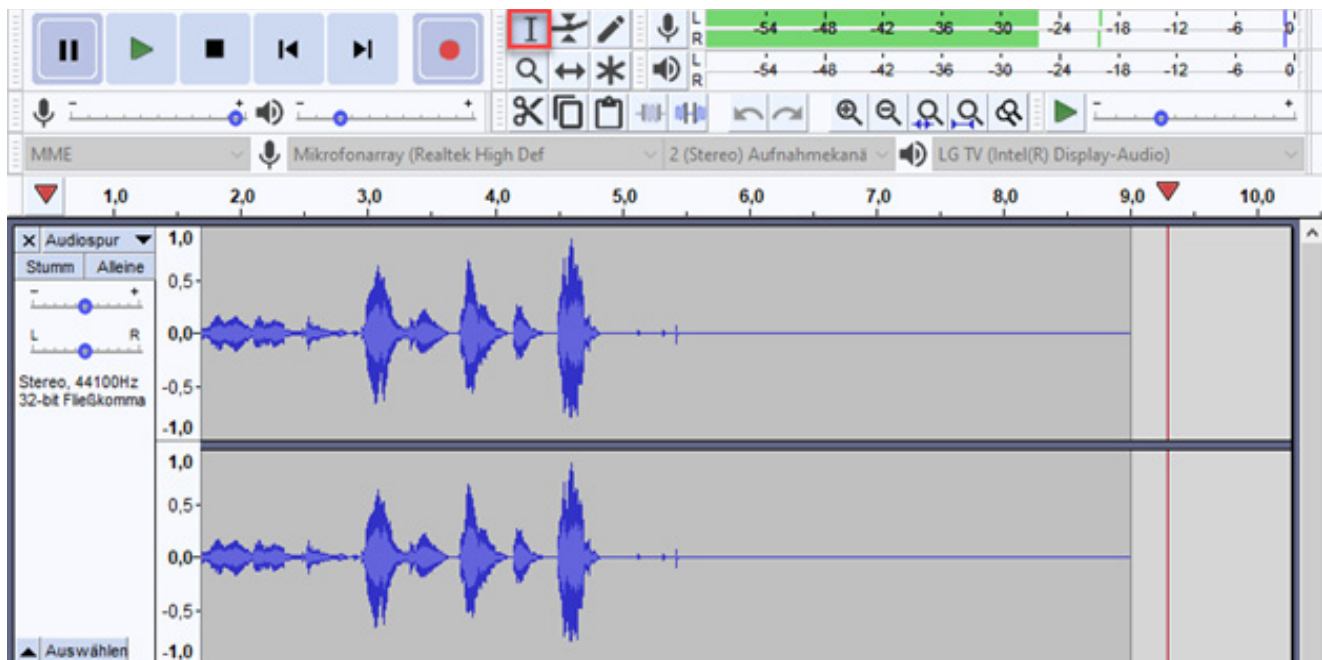 L
R
-54 -48 -42 -36 -30 -24 -18 -12 -6 0
L
R
-54 -48 -42 -36 -30 -24 -18 -12 -6 0
- + - +
- +
MME Mikrofonarray (Realtek High Def 2 (Stereo) Aufnahmekanä LG TV (Intel(R) Display-Audio)
1,0 2,0 3,0 4,0 5,0 6,0 7,0 8,0 9,0 10,0
Audiospur
Stumm Alleine
- +
L R
Stereo, 44100Hz
32-bit Fließkomma
1,0
0,5
0,0
-0,5
-1,0
1,0
0,5
0,0
-0,5
-1,0
Auswählen